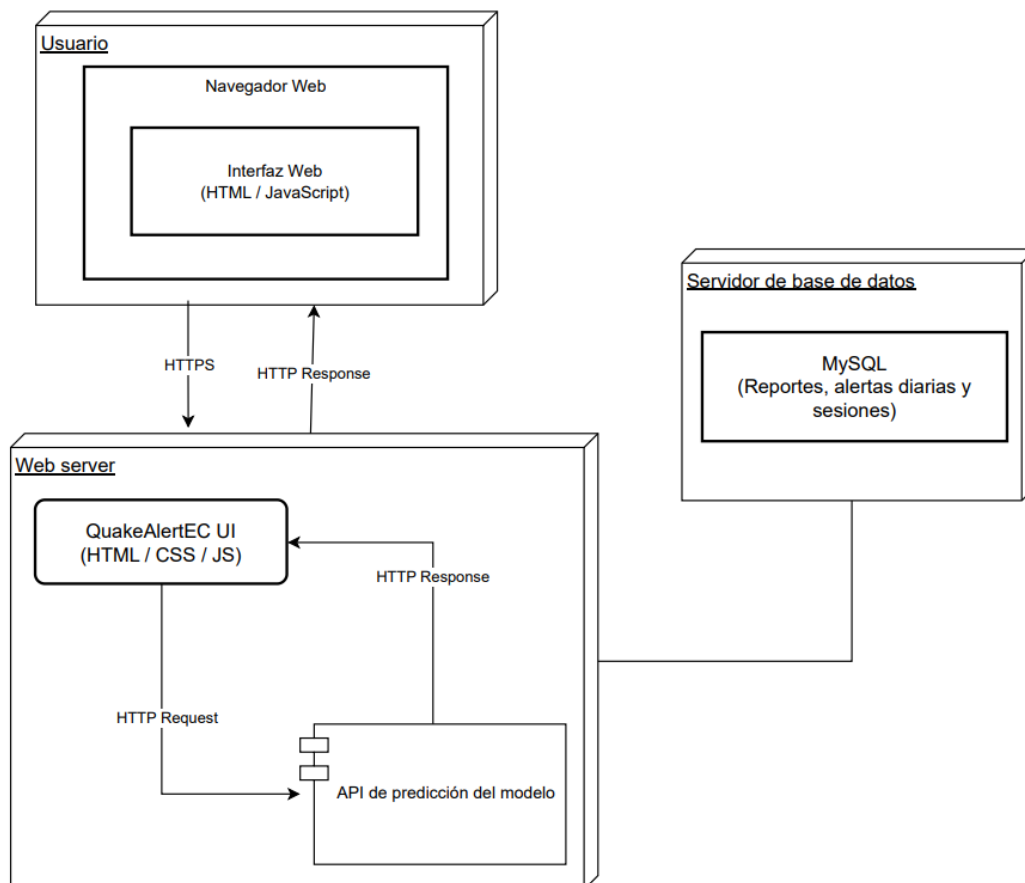 Usuario
Navegador Web
Interfaz Web
(HTML / JavaScript)
HTTPS
HTTP Response
Servidor de base de datos
MySQL
(Reportes, alertas diarias y
sesiones)
Web server
QuakeAlertEC UI
(HTML / CSS / JS)
HTTP Response
HTTP Request
API de predicción del modelo